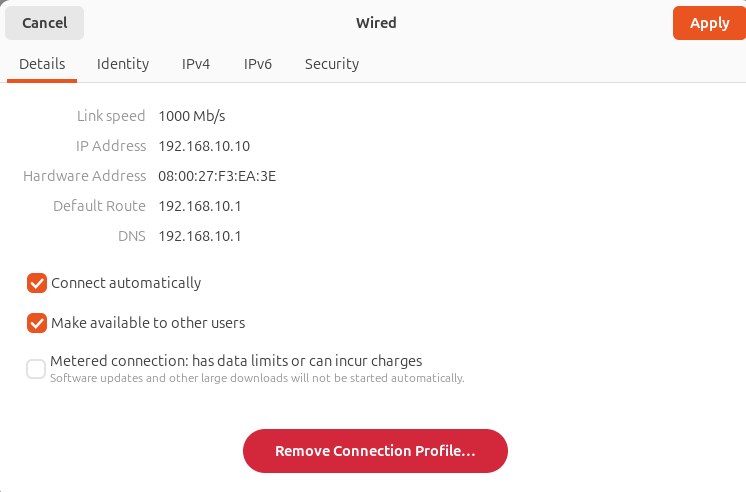 Cancel Wired Apply
Details Identity IPv4 IPv6 Security
Link speed 1000 Mb/s
IP Address 192.168.10.10
Hardware Address 08:00:27:F3:EA:3E
Default Route 192.168.10.1
DNS 192.168.10.1
Connect automatically
Make available to other users
Metered connection: has data limits or can incur charges
Software updates and other large downloads will not be started automatically.
Remove Connection Profile...